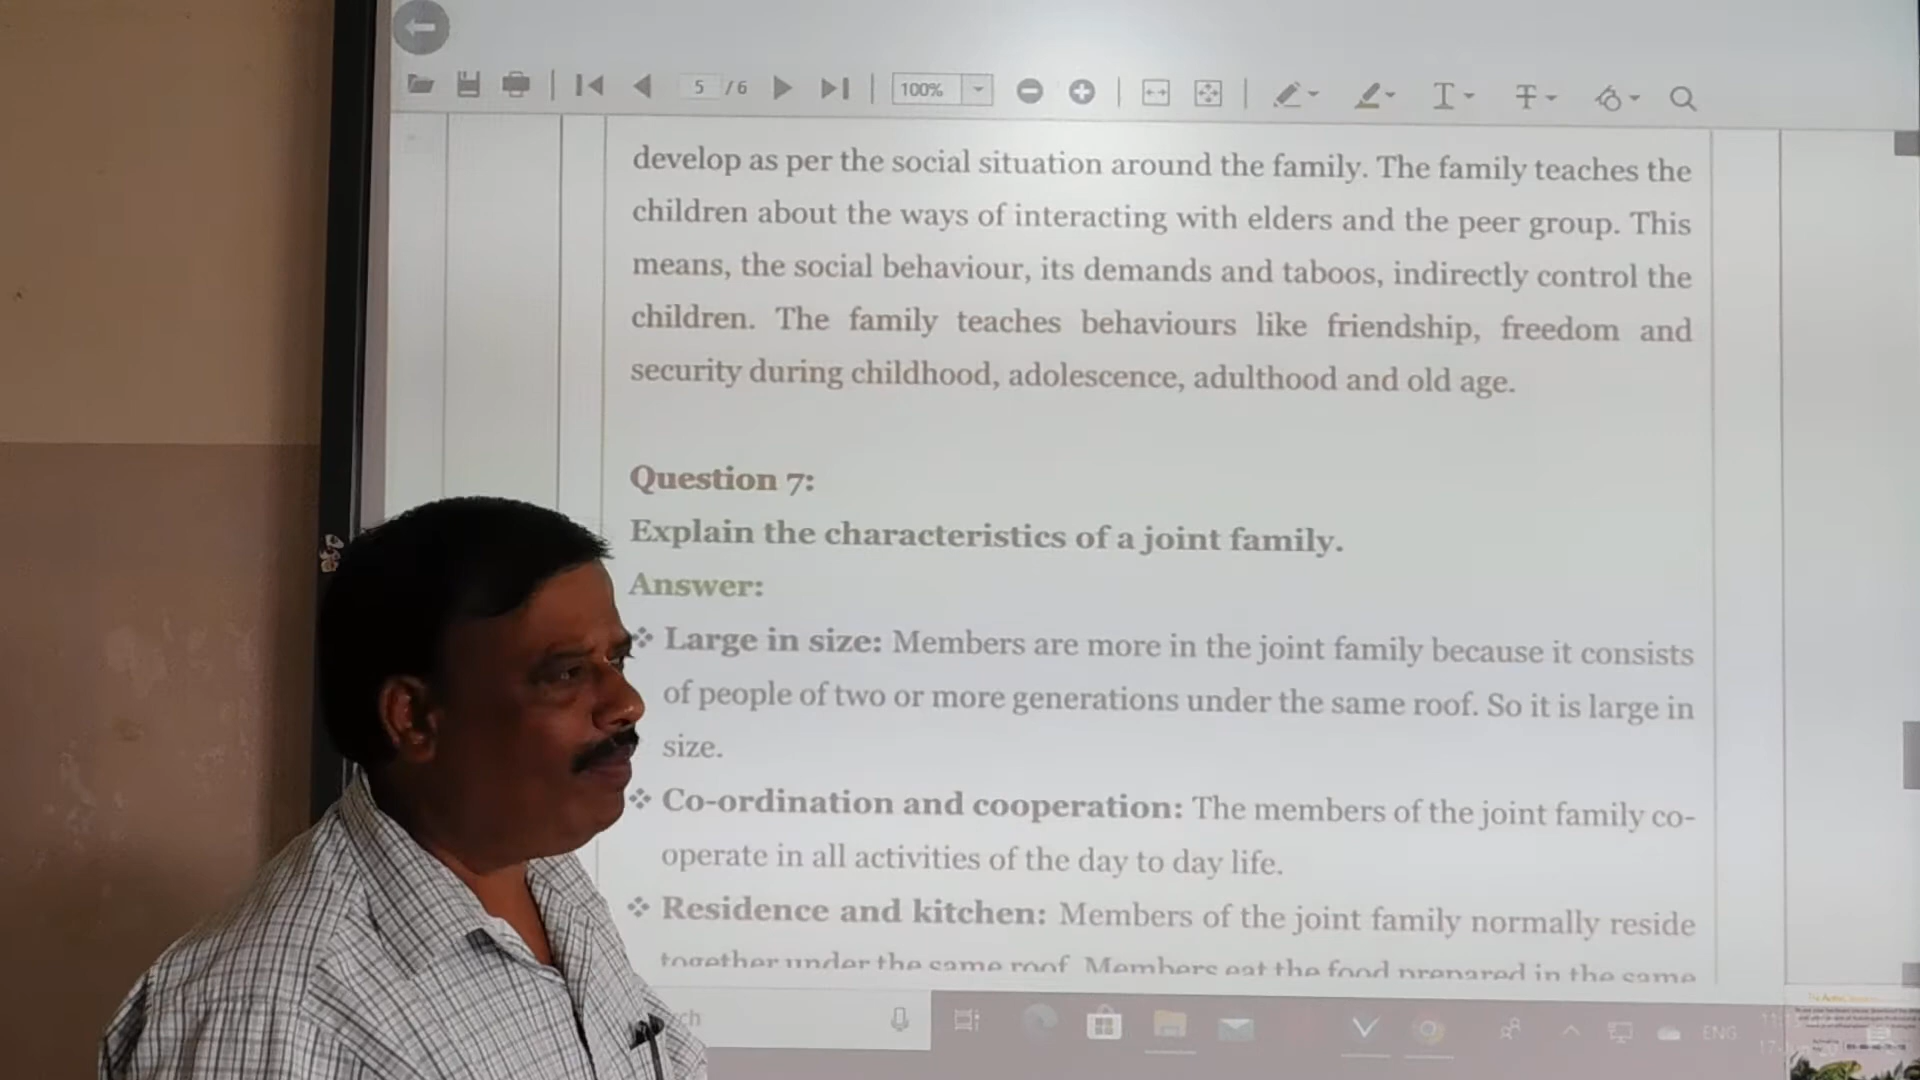 5 / 6
100%
develop as per the social situation around the family. The family teaches the
children about the ways of interacting with elders and the peer group. This
means, the social behaviour, its demands and taboos, indirectly control the
children. The family teaches behaviours like friendship, freedom and
security during childhood, adolescence, adulthood and old age.
Question 7:
Explain the characteristics of a joint family.
Answer:
❖ Large in size: Members are more in the joint family because it consists
of people of two or more generations under the same roof. So it is large in
size.
❖ Co-ordination and cooperation: The members of the joint family co-
operate in all activities of the day to day life.
❖ Residence and kitchen: Members of the joint family normally reside
together under the same roof. Members eat the food prepared in the same
ENG